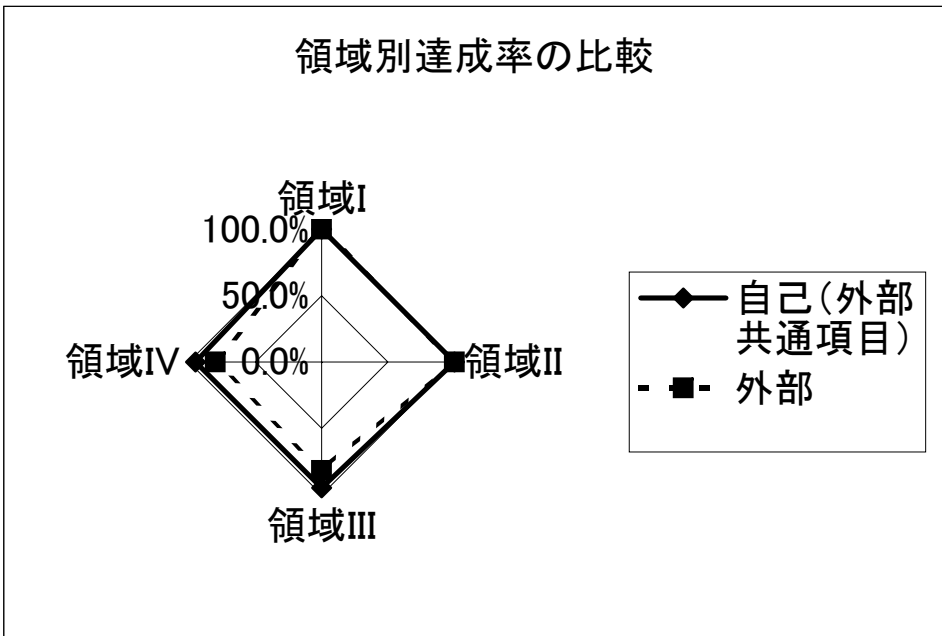 領域別達成率の比較
領域I
100.0%
50.0%
領域IV
0.0%
領域II
領域III
自己（外部
共通項目）
外部